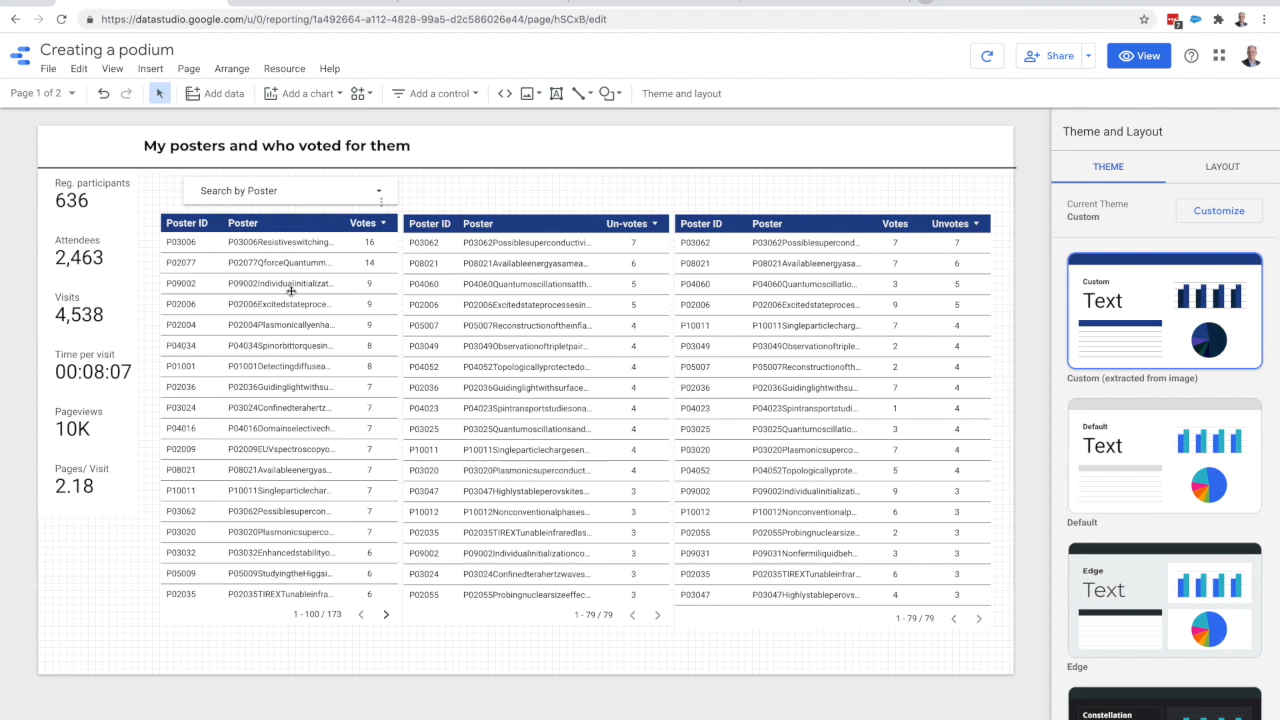 https://datastudio.google.com/u/0/reporting/1a492664-a112-4828-99a5-d2c586026e44/page/hSCxB/edit
7
Creating a podium
File Edit View Insert Page Arrange Resource Help
Share View
Page 1 of 2 Add data Add a chart Add a control Theme and layout
My posters and who voted for them
Reg. participants
636
Attendees
2,463
Visits
4,538
Time per visit
00:08:07
Pageviews
10K
Pages/ Visit
2.18
Search by Poster
Poster ID Poster Votes
P03006 P03006Resistiveswitching... 16
P02077 P02077QforceQuantumm... 14
P09002 P09002Individualinitializat... 9
P02006 P02006Excitedstateproce... 9
P02004 P02004Plasmonicallyenha... 9
P04034 P04034Spinorbittorquesin... 8
P01001 P01001Detectingdiffusea... 8
P02036 P02036Guidinglightwithsu... 7
P03024 P03024Confinedterahertz... 7
P04016 P04016Domainselectivech... 7
P02009 P02009EUVspectroscopyo... 7
P08021 P08021Availableenergyas... 7
P10011 P10011Singleparticlechar... 7
P03062 P03062Possiblesupercon... 7
P03020 P03020Plasmonicsuperco... 7
P03032 P03032Enhancedstabilityo... 6
P05009 P05009StudyingtheHiggsi... 6
P02035 P02035TIREXTunableinfra... 6
1 - 100 / 173
Poster ID Poster Un-votes
P03062 P03062Possiblesuperconductivi... 7
P08021 P08021Availableenergyasamea... 6
P04060 P04060Quantumoscillationsatth... 5
P02006 P02006Excitedstateprocessesin... 5
P05007 P05007Reconstructionoftheinfla... 4
P03049 P03049Observationoftripletpair... 4
P04052 P04052Topologicallyprotectedo... 4
P02036 P02036Guidinglightwithsurface... 4
P04023 P04023Spintransportstudiesona... 4
P03025 P03025Quantumoscillationsand... 4
P10011 P10011Singleparticlechargesen... 4
P03020 P03020Plasmonicsuperconduct... 4
P03047 P03047Highlystableperovskites... 3
P10012 P10012Nonconventionalphases... 3
P02035 P02035TIREXTunableinfraredlas... 3
P09002 P09002Individualinitializationco... 3
P03024 P03024Confinedterahertzwaves... 3
P02055 P02055Probingnuclearsizeeffec... 3
1 - 79 / 79
Poster ID Poster Votes Unvotes
P03062 P03062Possiblesupercond... 7 7
P08021 P08021Availableenergyasa... 7 6
P04060 P04060Quantumoscillatio... 3 5
P02006 P02006Excitedstateproces... 9 5
P10011 P10011Singleparticlecharg... 7 4
P03049 P03049Observationoftriple... 2 4
P05007 P05007Reconstructionofth... 2 4
P02036 P02036Guidinglightwithsu... 7 4
P04023 P04023Spintransportstudi... 1 4
P03025 P03025Quantumoscillatio... 3 4
P03020 P03020Plasmonicsuperco... 7 4
P04052 P04052Topologicallyprote... 5 4
P09002 P09002Individualinitializati... 9 3
P10012 P10012Nonconventionalp... 6 3
P02055 P02055Probingnuclearsize... 2 3
P09031 P09031Nonfermiliquidbeh... 3 3
P02035 P02035TIREXTunableinfrar... 6 3
P03047 P03047Highlystableperovs... 4 3
1 - 79 / 79
Theme and Layout
THEME LAYOUT
Current Theme
Custom
Customize
Custom
Text
Custom (extracted from image)
Default
Text
Default
Edge
Text
Edge
Constellation